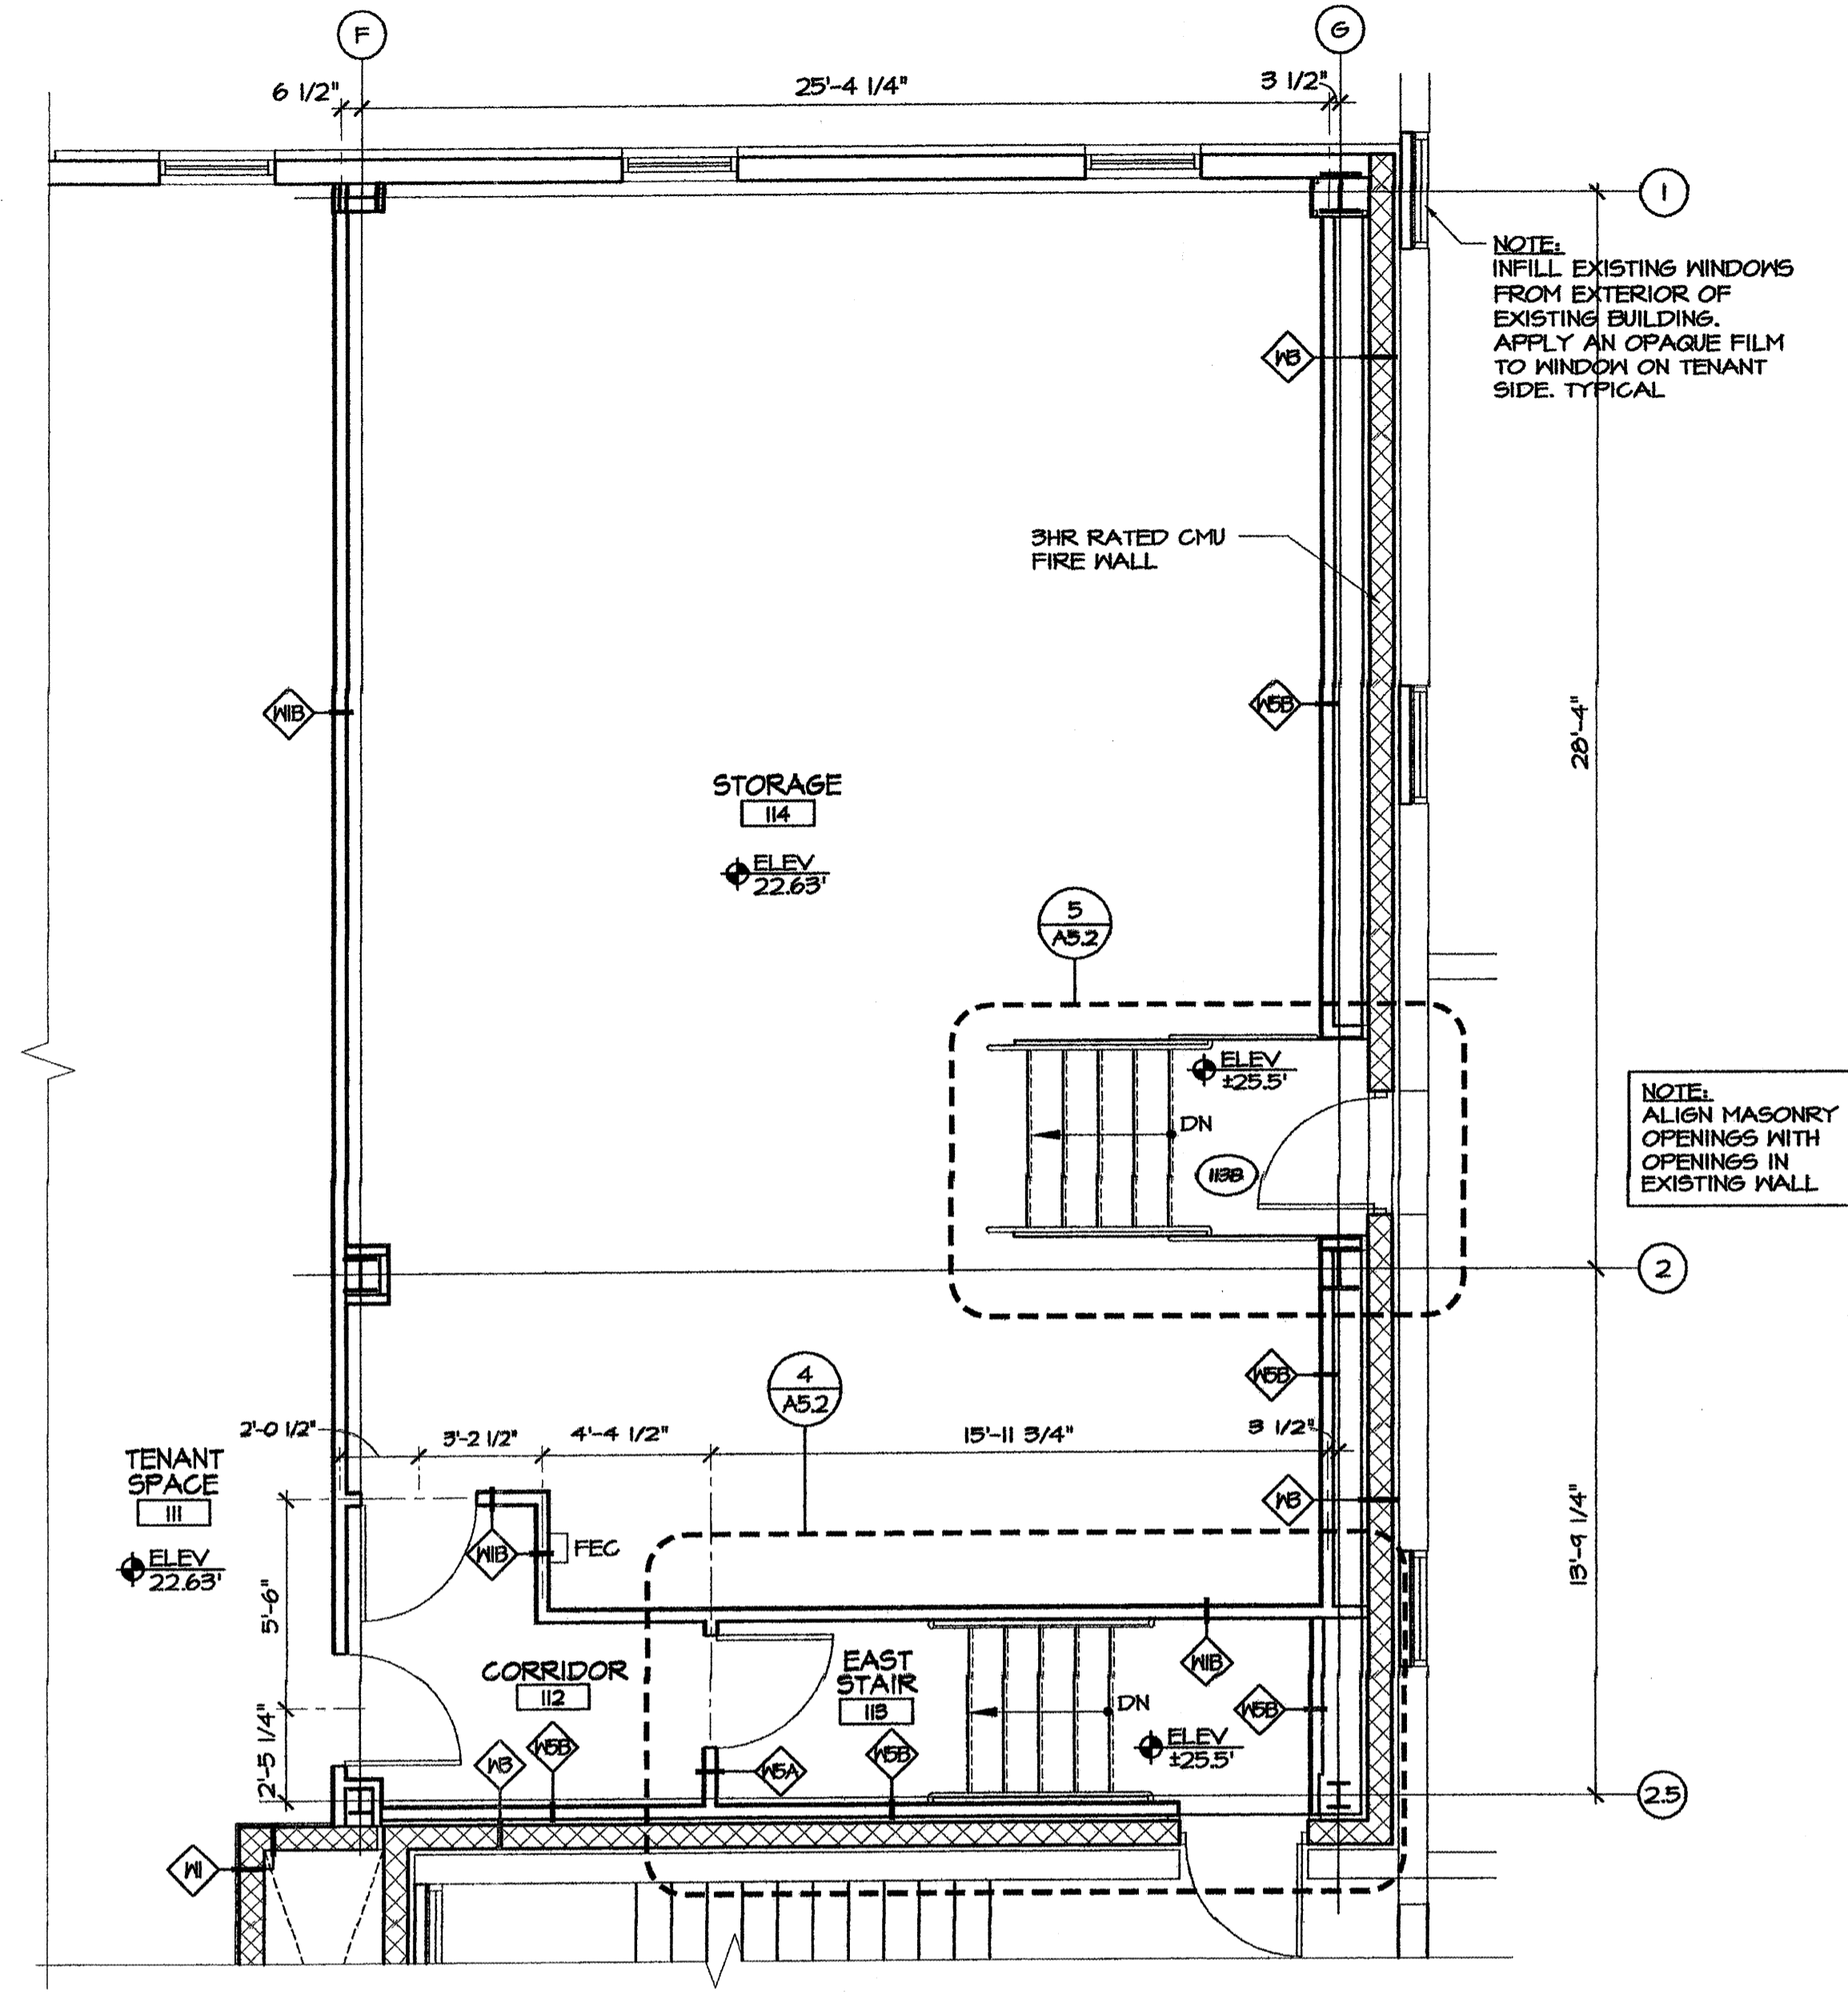 F
G
6 1/2"
25'-4 1/4"
3 1/2"
1
NOTE:
INFILL EXISTING WINDOWS
FROM EXTERIOR OF
EXISTING BUILDING.
APPLY AN OPAQUE FILM
TO WINDOW ON TENANT
SIDE. TYPICAL
W3
3HR RATED CMU
FIRE WALL
W1B
W5B
28'-4"
STORAGE
114
ELEV
22.63'
5
A5.2
ELEV
±25.5'
DN
113B
NOTE:
ALIGN MASONRY
OPENINGS WITH
OPENINGS IN
EXISTING WALL
2
4
A5.2
W5B
2'-0 1/2"
3'-2 1/2"
4'-4 1/2"
15'-11 3/4"
3 1/2"
TENANT
SPACE
111
ELEV
22.63'
W3
13'-9 1/4"
W1B
FEC
5'-6"
CORRIDOR
112
EAST
STAIR
113
W1B
DN
W5B
ELEV
±25.5'
2'-5 1/4"
W3
W5B
W5A
W5B
2.5
W1